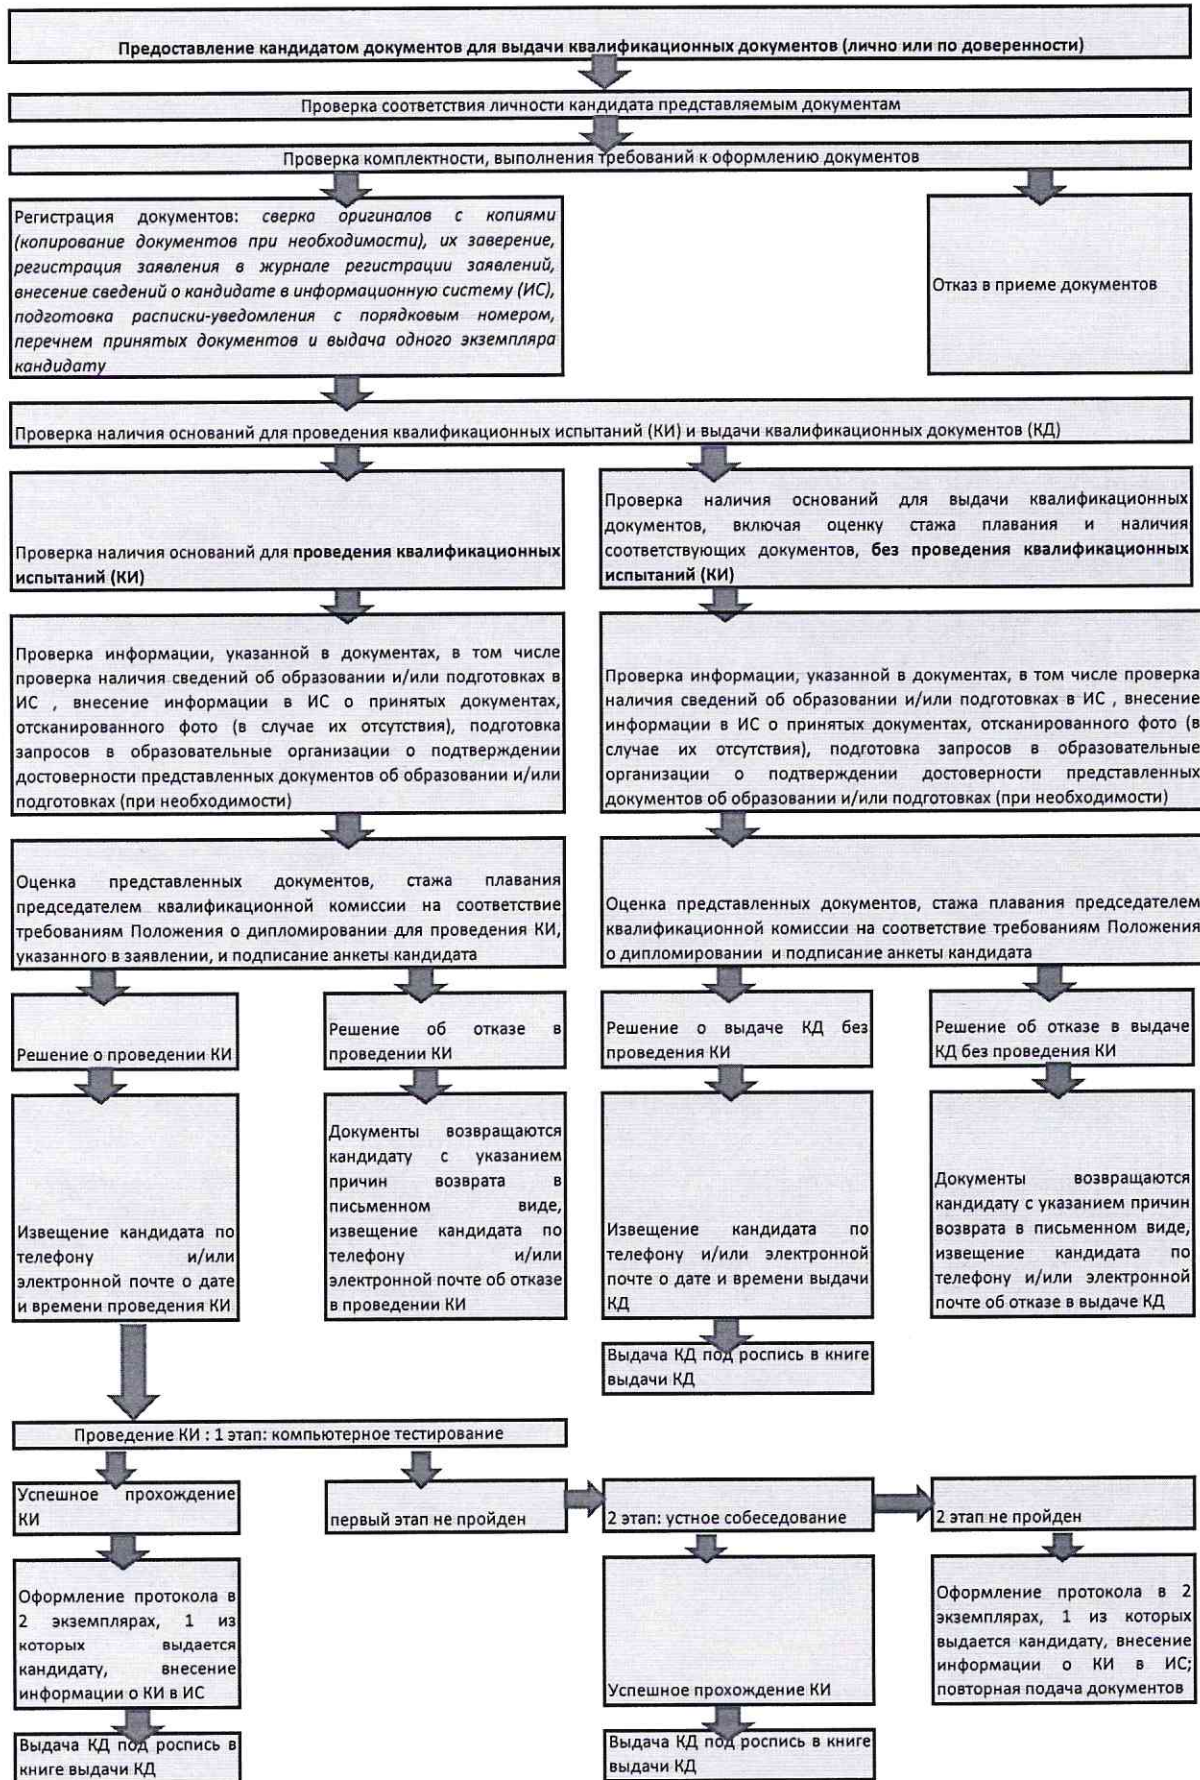 Предоставление кандидатом документов для выдачи квалификационных документов (лично или по доверенности)
Проверка соответствия личности кандидата представляемым документам
Проверка комплектности, выполнения требований к оформлению документов
Регистрация документов: сверка оригиналов с копиями
(копирование документов при необходимости), их заверение,
регистрация заявления в журнале регистрации заявлений,
внесение сведений о кандидате в информационную систему (ИС),
подготовка расписки-уведомления с порядковым номером,
перечнем принятых документов и выдача одного экземпляра
кандидату
Отказ в приеме документов
Проверка наличия оснований для проведения квалификационных испытаний (КИ) и выдачи квалификационных документов (КД)
Проверка наличия оснований для проведения квалификационных
испытаний (КИ)
Проверка наличия оснований для выдачи квалификационных
документов, включая оценку стажа плавания и наличия
соответствующих документов, без проведения квалификационных
испытаний (КИ)
Проверка информации, указанной в документах, в том числе
проверка наличия сведений об образовании и/или подготовках в
ИС , внесение информации в ИС о принятых документах,
отсканированного фото (в случае их отсутствия), подготовка
запросов в образовательные организации о подтверждении
достоверности представленных документов об образовании и/или
подготовках (при необходимости)
Проверка информации, указанной в документах, в том числе проверка
наличия сведений об образовании и/или подготовках в ИС , внесение
информации в ИС о принятых документах, отсканированного фото (в
случае их отсутствия), подготовка запросов в образовательные
организации о подтверждении достоверности представленных
документов об образовании и/или подготовках (при необходимости)
Оценка представленных документов, стажа плавания
председателем квалификационной комиссии на соответствие
требованиям Положения о дипломировании для проведения КИ,
указанного в заявлении, и подписание анкеты кандидата
Оценка представленных документов, стажа плавания председателем
квалификационной комиссии на соответствие требованиям Положения
о дипломировании и подписание анкеты кандидата
Решение о проведении КИ
Решение об отказе в
проведении КИ
Решение о выдаче КД без
проведения КИ
Решение об отказе в выдаче
КД без проведения КИ
Извещение кандидата по
телефону и/или
электронной почте о дате
и времени проведения КИ
Документы возвращаются
кандидату с указанием
причин возврата в
письменном виде,
извещение кандидата по
телефону и/или
электронной почте об отказе
в проведении КИ
Извещение кандидата по
телефону и/или электронной
почте о дате и времени выдачи
КД
Документы возвращаются
кандидату с указанием причин
возврата в письменном виде,
извещение кандидата по
телефону и/или электронной
почте об отказе в выдаче КД
Выдача КД под роспись в книге
выдачи КД
Проведение КИ : 1 этап: компьютерное тестирование
Успешное прохождение
КИ
первый этап не пройден
2 этап: устное собеседование
2 этап не пройден
Оформление протокола в
2 экземплярах, 1 из
которых выдается
кандидату, внесение
информации о КИ в ИС
Успешное прохождение КИ
Оформление протокола в 2
экземплярах, 1 из которых
выдается кандидату, внесение
информации о КИ в ИС;
повторная подача документов
Выдача КД под роспись в
книге выдачи КД
Выдача КД под роспись в книге
выдачи КД